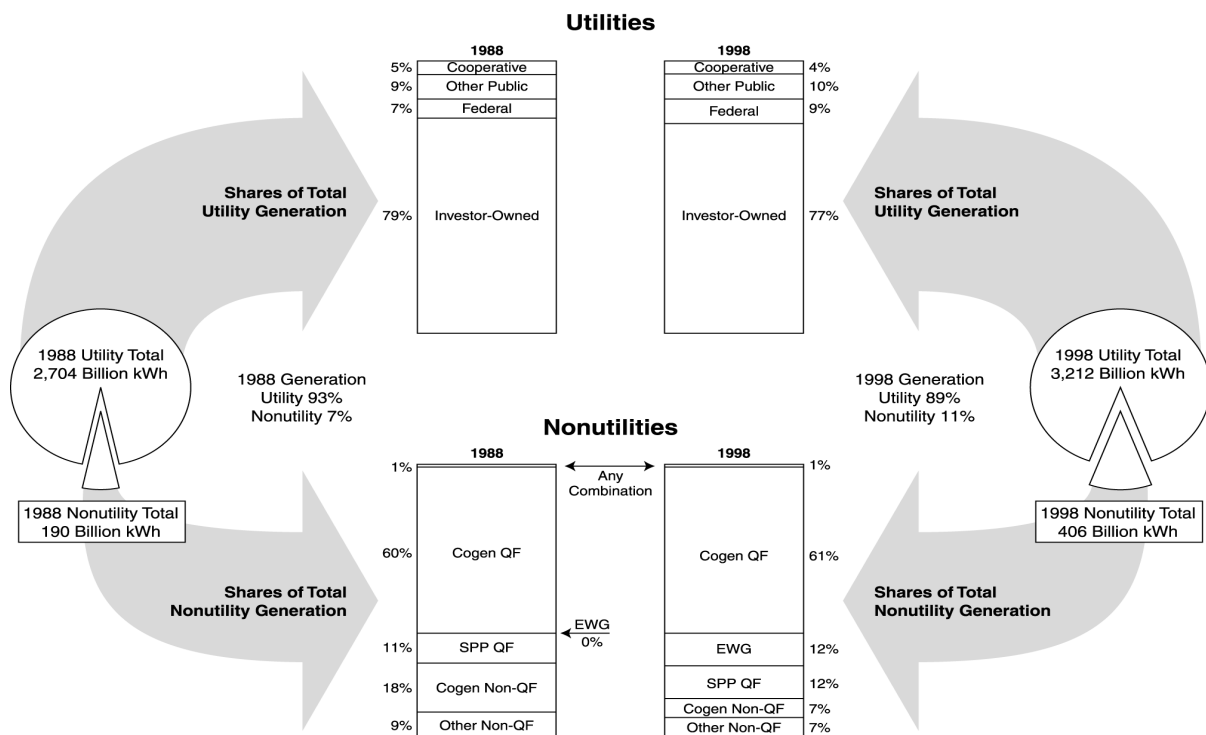 Utilities
1988
5% Cooperative
9% Other Public
7% Federal
79% Investor-Owned
1998
Cooperative 4%
Other Public 10%
Federal 9%
Investor-Owned 77%
Shares of Total
Utility Generation
Shares of Total
Utility Generation
1988 Utility Total
2,704 Billion kWh
1988 Generation
Utility 93%
Nonutility 7%
1998 Generation
Utility 89%
Nonutility 11%
1998 Utility Total
3,212 Billion kWh
1988 Nonutility Total
190 Billion kWh
1998 Nonutility Total
406 Billion kWh
Nonutilities
1988
1%
60% Cogen QF
11% SPP QF
18% Cogen Non-QF
9% Other Non-QF
Any
Combination
EWG
0%
1998
1%
Cogen QF 61%
EWG 12%
SPP QF 12%
Cogen Non-QF 7%
Other Non-QF 7%
Shares of Total
Nonutility Generation
Shares of Total
Nonutility Generation